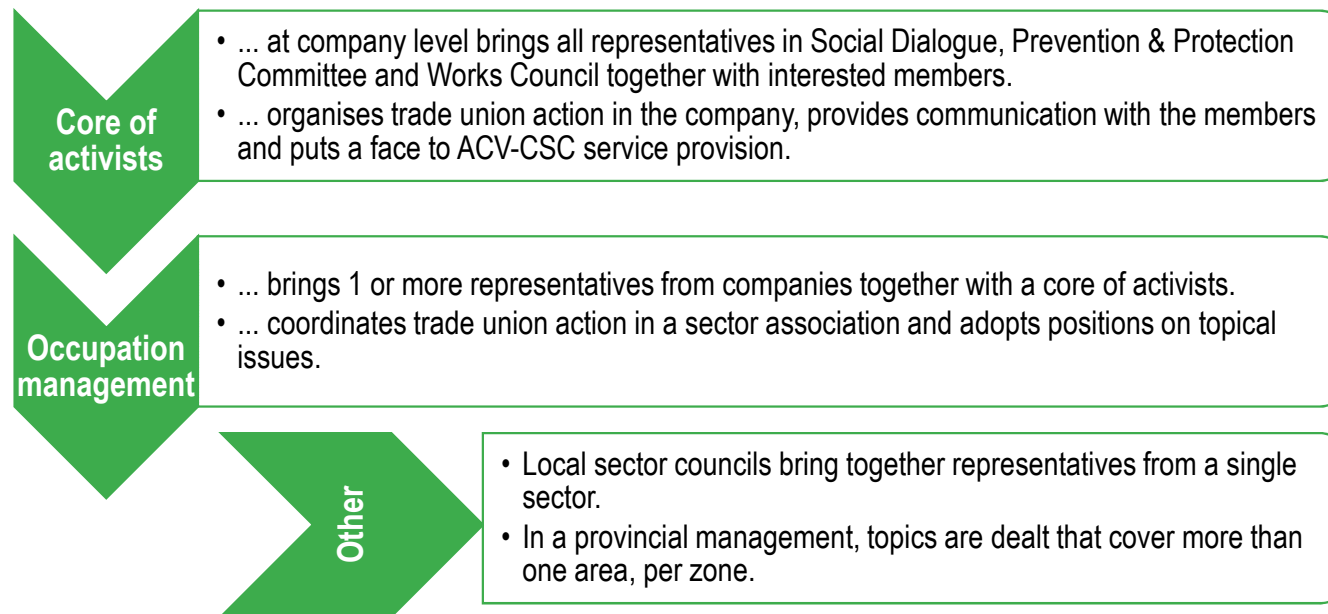 Core of
activists
• ... at company level brings all representatives in Social Dialogue, Prevention & Protection
Committee and Works Council together with interested members.
• ... organises trade union action in the company, provides communication with the members
and puts a face to ACV-CSC service provision.
Occupation
management
• ... brings 1 or more representatives from companies together with a core of activists.
• ... coordinates trade union action in a sector association and adopts positions on topical
issues.
Other
• Local sector councils bring together representatives from a single
sector.
• In a provincial management, topics are dealt that cover more than
one area, per zone.